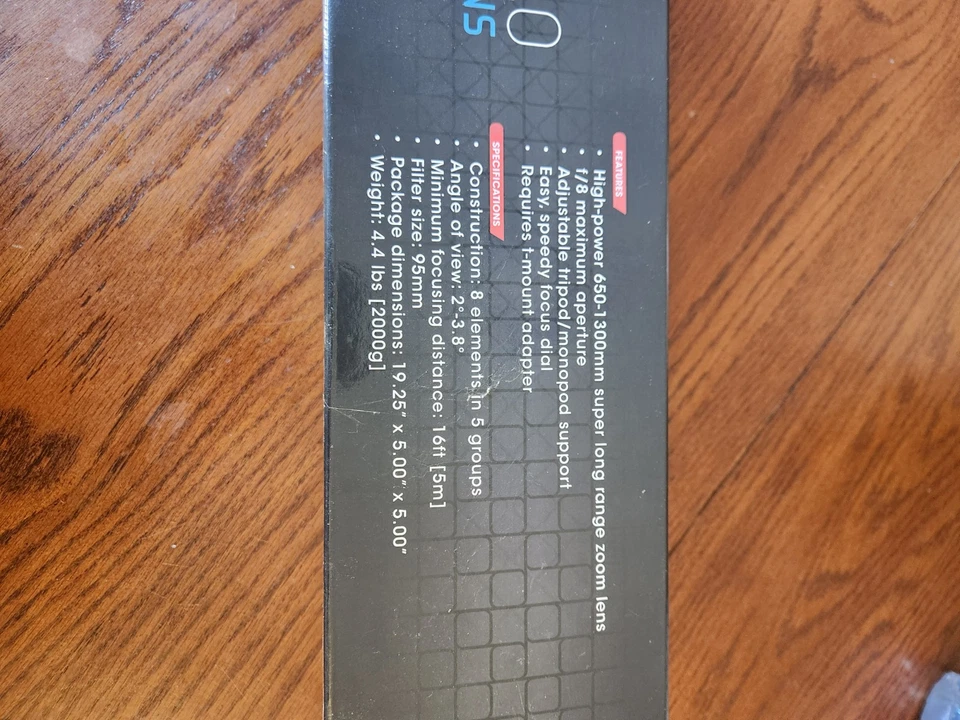 0
NS
FEATURES
• High-power 650-1300mm super long range zoom lens
• f/8 maximum aperture
• Adjustable tripod/monopod support
• Easy, speedy focus dial
• Requires t-mount adapter
SPECIFICATIONS
• Construction: 8 elements in 5 groups
• Angle of view: 2°-3.8°
• Minimum focusing distance: 16ft [5m]
• Filter size: 95mm
• Package dimensions: 19.25" x 5.00" x 5.00"
• Weight: 4.4 lbs [2000g]